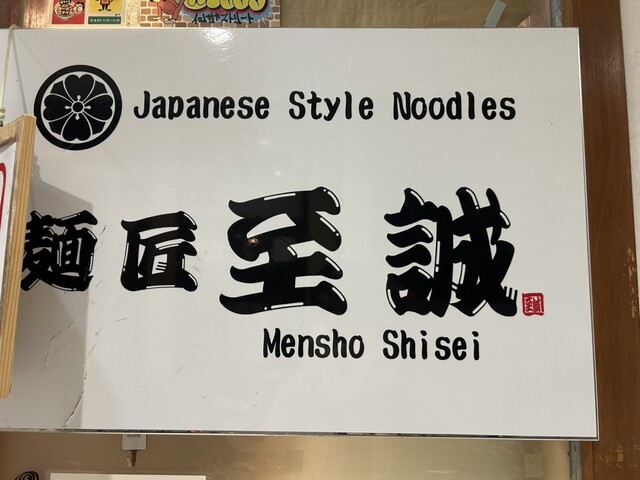 Japanese Style Noodles
麺匠 至誠
Mensho Shisei